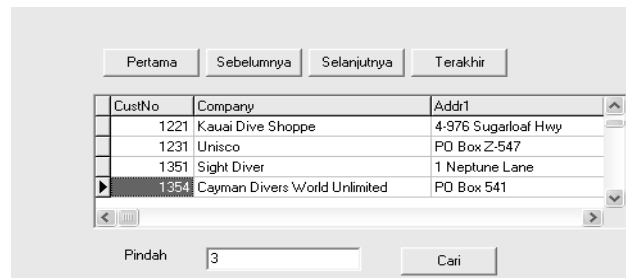 Pertama Sebelumnya Selanjutnya Terakhir
CustNo Company Addr1
1221 Kauai Dive Shoppe 4-976 Sugarloaf Hwy
1231 Unisco PO Box Z-547
1351 Sight Diver 1 Neptune Lane
1354 Cayman Divers World Unlimited PO Box 541
Pindah 3 Cari